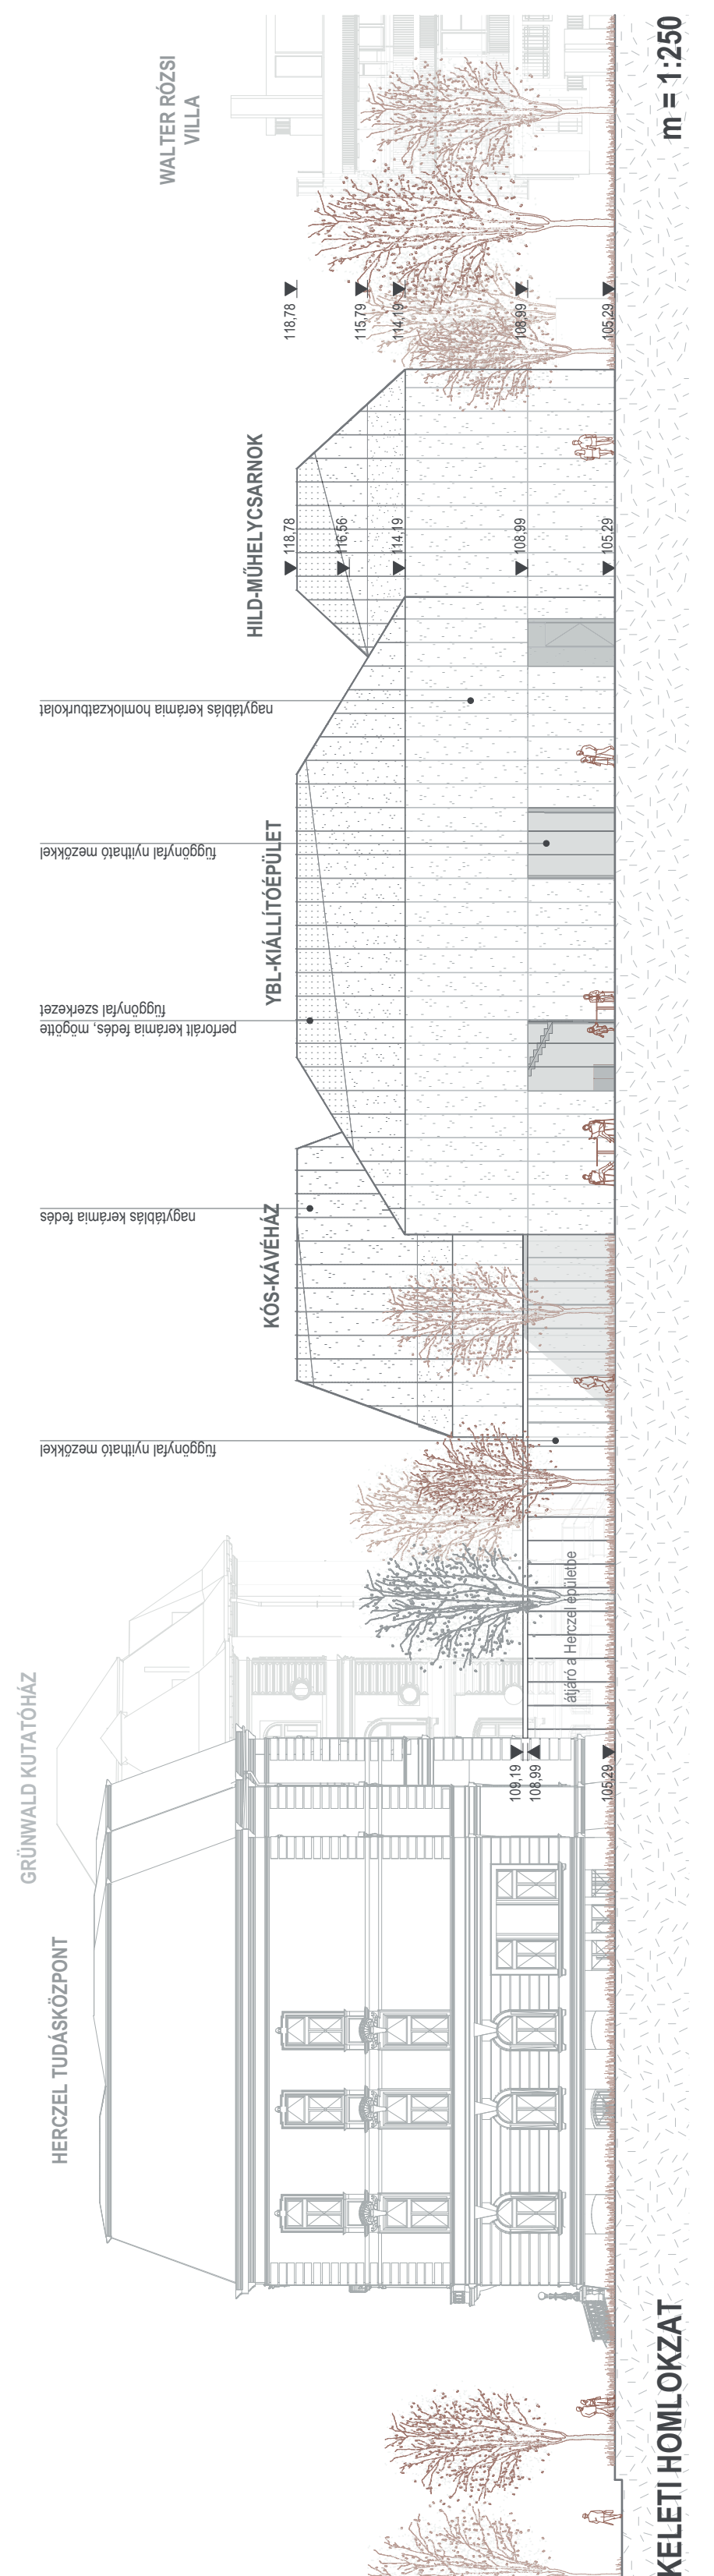 GRÜNWALD KUTATÓHÁZ
HERCZEL TUDÁSKÖZPONT
függönyfal nyitható mezőkkel
nagytáblás kerámia fedés
perforált kerámia fedés, mögötte
függönyfal szerkezet
függönyfal nyitható mezőkkel
nagytáblás kerámia homlokzatburkolat
KÓS-KÁVÉHÁZ
YBL-KIÁLLÍTÓÉPÜLET
HILD-MŰHELYCSARNOK
WALTER RÓZSI
VILLA
109,19
108,99
105,29
átjáró a Herczel épületbe
118,78
116,56
114,19
108,99
105,29
118,78
115,79
114,19
108,99
105,29
KELETI HOMLOKZAT
m = 1:250